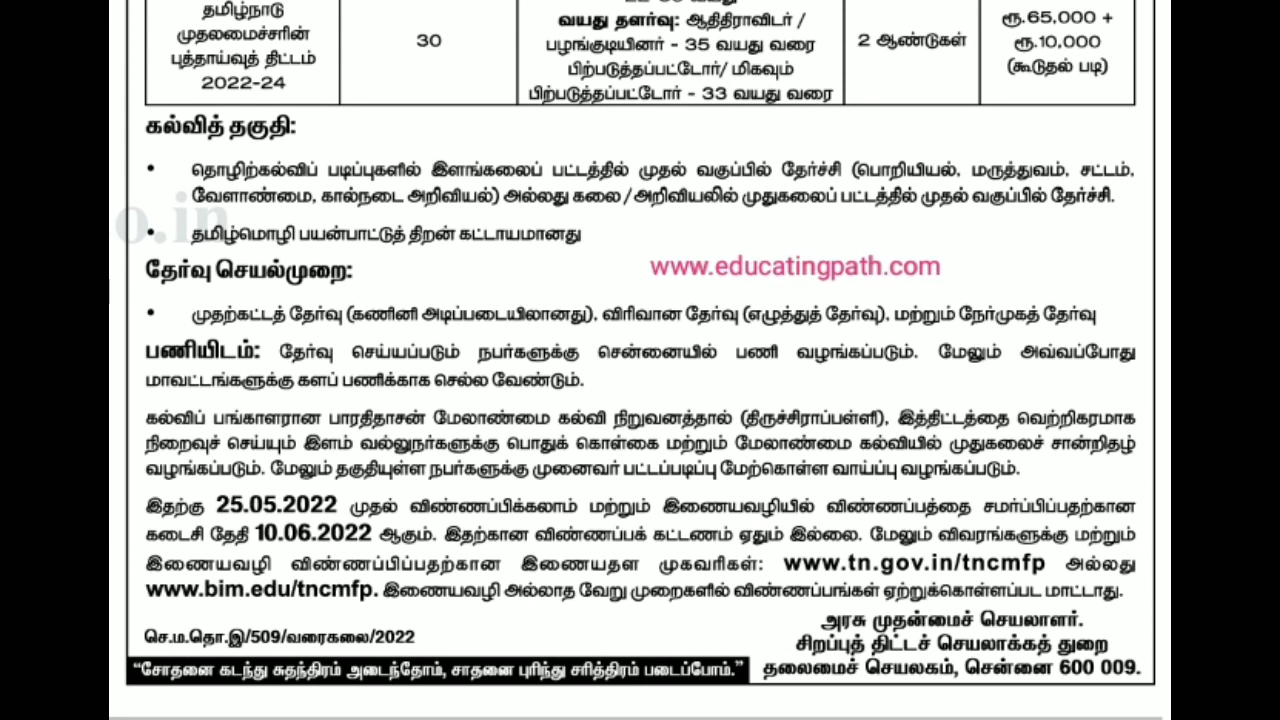 தமிழ்நாடு
முதலமைச்சரின்
புத்தாய்வுத் திட்டம்
2022-24
30
வயது தளர்வு: ஆதிதிராவிடர் /
பழங்குடியினர் - 35 வயது வரை
பிற்படுத்தப்பட்டோர்/ மிகவும்
பிற்படுத்தப்பட்டோர் - 33 வயது வரை
2 ஆண்டுகள்
ரூ.65,000 +
ரூ.10,000
(கூடுதல் படி)
கல்வித் தகுதி:
• தொழிற்கல்விப் படிப்புகளில் இளங்கலைப் பட்டத்தில் முதல் வகுப்பில் தேர்ச்சி (பொறியியல், மருத்துவம், சட்டம்,
வேளாண்மை, கால்நடை அறிவியல்) அல்லது கலை / அறிவியலில் முதுகலைப் பட்டத்தில் முதல் வகுப்பில் தேர்ச்சி.
o.in
• தமிழ்மொழி பயன்பாட்டுத் திறன் கட்டாயமானது
தேர்வு செயல்முறை:
www.educatingpath.com
• முதற்கட்டத் தேர்வு (கணினி அடிப்படையிலானது), விரிவான தேர்வு (எழுத்துத் தேர்வு), மற்றும் நேர்முகத் தேர்வு
பணியிடம்: தேர்வு செய்யப்படும் நபர்களுக்கு சென்னையில் பணி வழங்கப்படும். மேலும் அவ்வப்போது
மாவட்டங்களுக்கு களப் பணிக்காக செல்ல வேண்டும்.
கல்விப் பங்காளரான பாரதிதாசன் மேலாண்மை கல்வி நிறுவனத்தால் (திருச்சிராப்பள்ளி), இத்திட்டத்தை வெற்றிகரமாக
நிறைவுச் செய்யும் இளம் வல்லுநர்களுக்கு பொதுக் கொள்கை மற்றும் மேலாண்மை கல்வியில் முதுகலைச் சான்றிதழ்
வழங்கப்படும். மேலும் தகுதியுள்ள நபர்களுக்கு முனைவர் பட்டப்படிப்பு மேற்கொள்ள வாய்ப்பு வழங்கப்படும்.
இதற்கு 25.05.2022 முதல் விண்ணப்பிக்கலாம் மற்றும் இணையவழியில் விண்ணப்பத்தை சமர்ப்பிப்பதற்கான
கடைசி தேதி 10.06.2022 ஆகும். இதற்கான விண்ணப்பக் கட்டணம் ஏதும் இல்லை. மேலும் விவரங்களுக்கு மற்றும்
இணையவழி விண்ணப்பிப்பதற்கான இணையதள முகவரிகள்: www.tn.gov.in/tncmfp அல்லது
www.bim.edu/tncmfp. இணையவழி அல்லாத வேறு முறைகளில் விண்ணப்பங்கள் ஏற்றுக்கொள்ளப்பட மாட்டாது.
அரசு முதன்மைச் செயலாளர்.
சிறப்புத் திட்டச் செயலாக்கத் துறை
தலைமைச் செயலகம், சென்னை 600 009.
செ.ம.தொ.இ/509/வரைகலை/2022
“சோதனை கடந்து சுதந்திரம் அடைந்தோம், சாதனை புரிந்து சரித்திரம் படைப்போம்.”